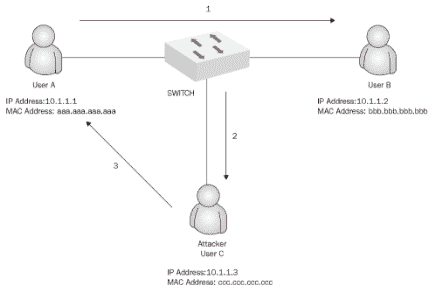 1
User A
IP Address:10.1.1.1
MAC Address: aaa.aaa.aaa.aaa
SWITCH
User B
IP Address:10.1.1.2
MAC Address: bbb.bbb.bbb.bbb
2
3
Attacker
User C
IP Address:10.1.1.3
MAC Address: ccc.ccc.ccc.ccc